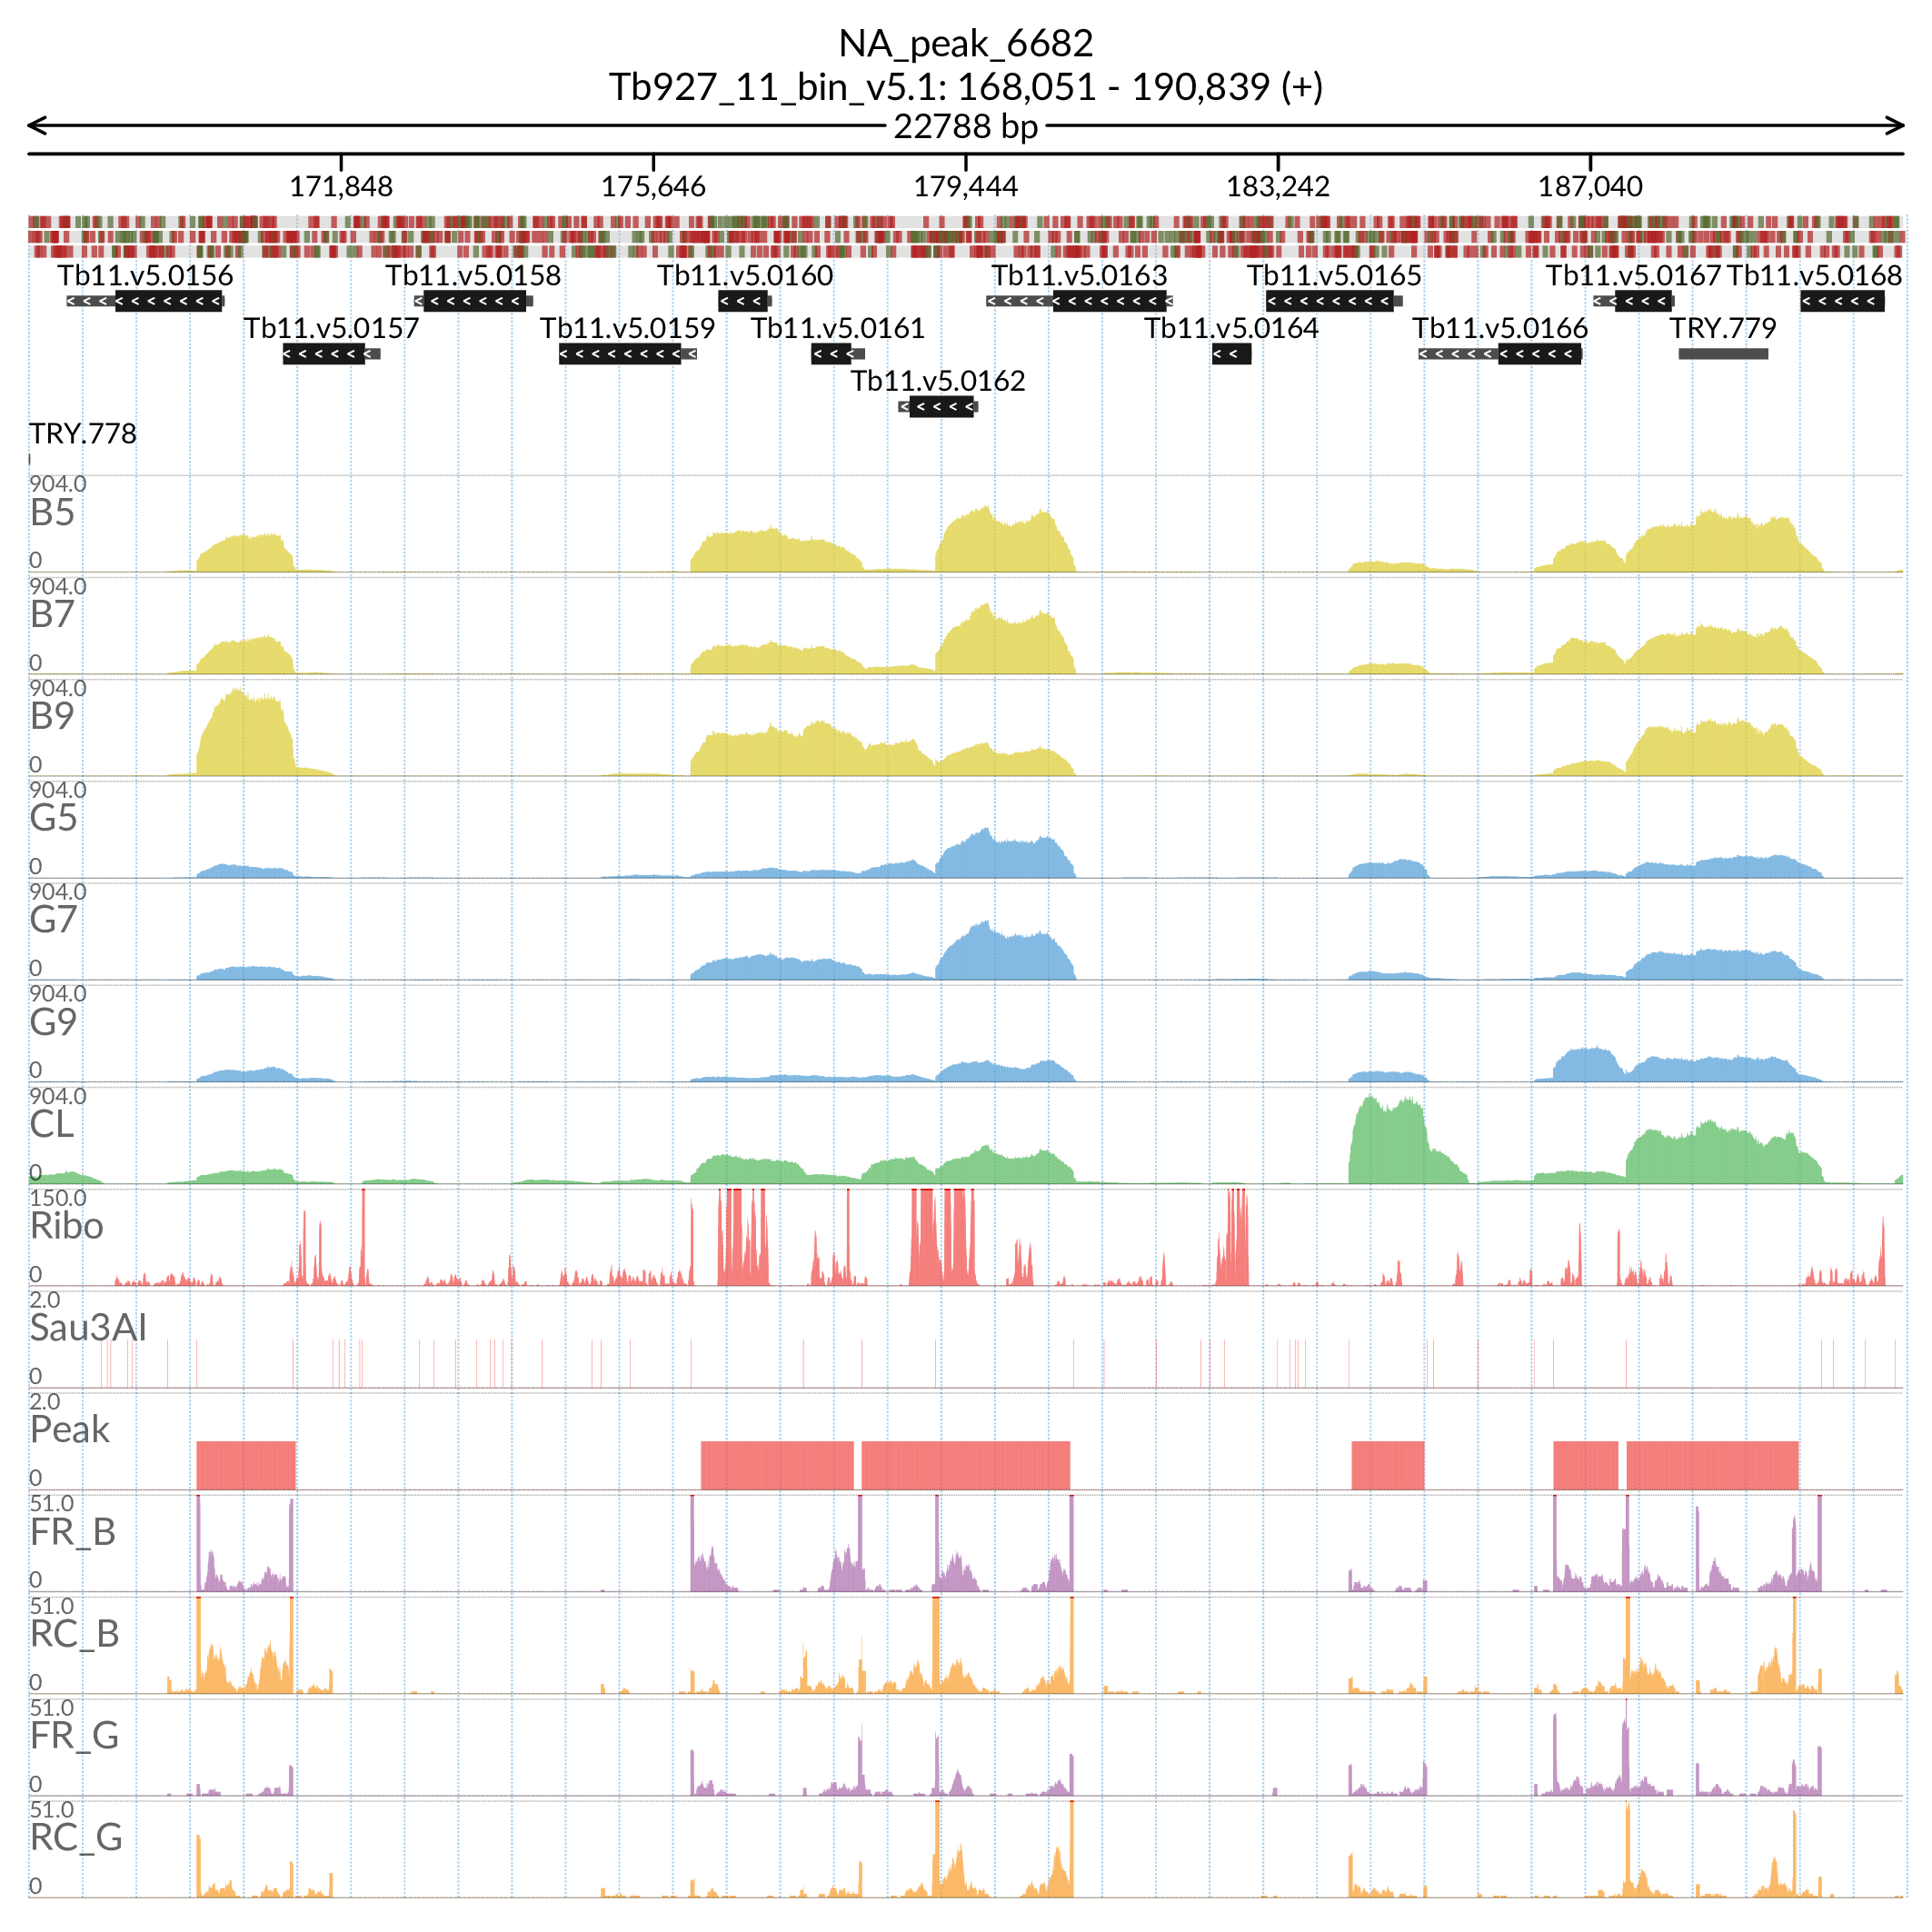 NA_peak_6682
Tb927_11_bin_v5.1: 168,051 - 190,839 (+)
22788 bp
171,848 175,646 179,444 183,242 187,040
Tb11.v5.0156 Tb11.v5.0158 Tb11.v5.0160 Tb11.v5.0163 Tb11.v5.0165 Tb11.v5.0167 Tb11.v5.0168
Tb11.v5.0157 Tb11.v5.0159 Tb11.v5.0161 Tb11.v5.0164 Tb11.v5.0166 TRY.779
Tb11.v5.0162
TRY.778
904.0
B5
0
904.0
B7
0
904.0
B9
0
904.0
G5
0
904.0
G7
0
904.0
G9
0
904.0
CL
0
150.0
Ribo
0
2.0
Sau3AI
0
2.0
Peak
0
51.0
FR_B
0
51.0
RC_B
0
51.0
FR_G
0
51.0
RC_G
0